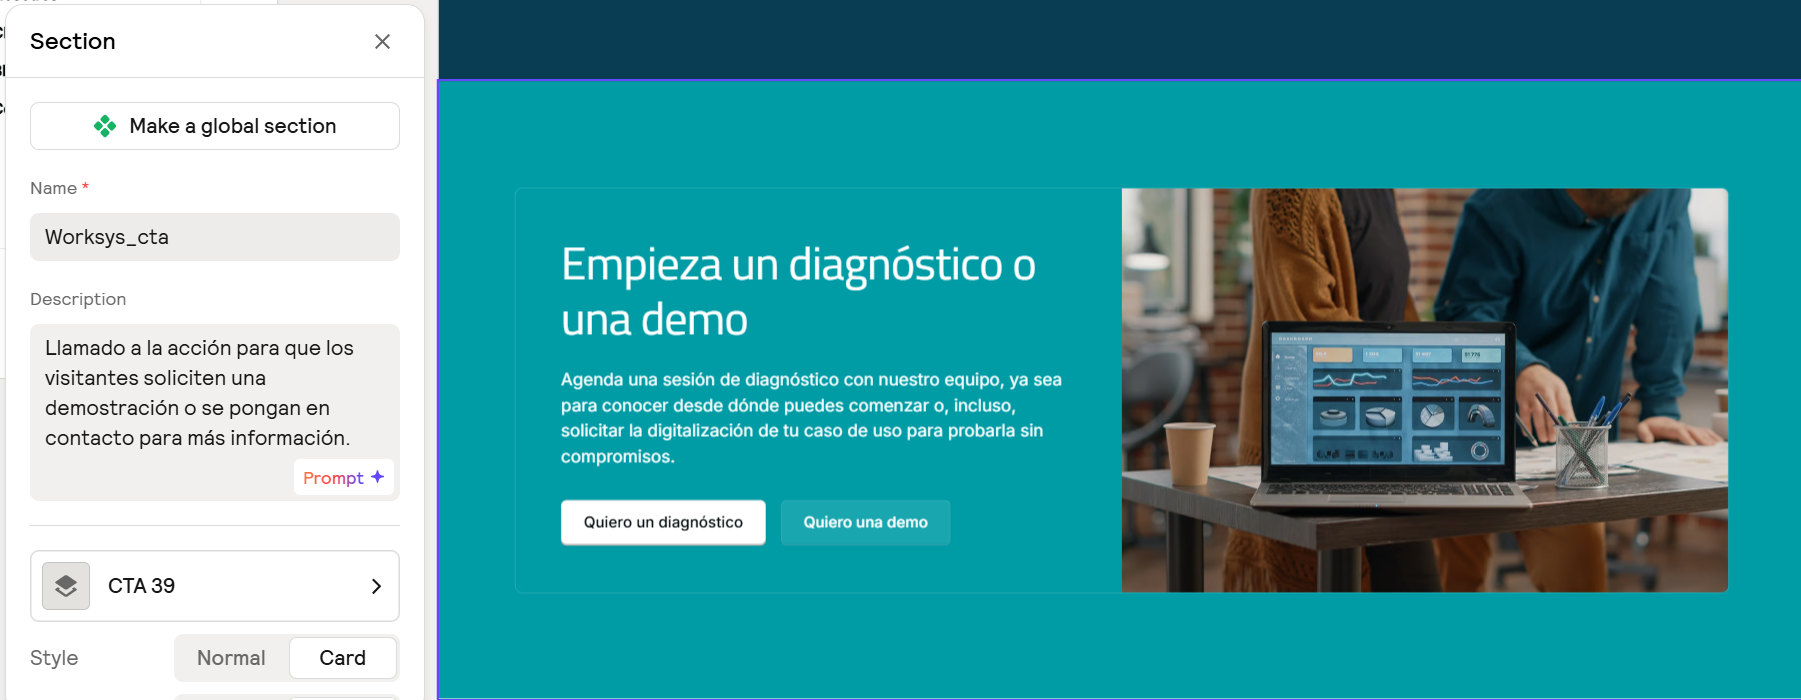 Section
Make a global section
Name *
Worksys_cta
Description
Llamado a la acción para que los
visitantes soliciten una
demostración o se pongan en
contacto para más información.
Prompt
CTA 39
Style
Normal
Card
Empieza un diagnóstico o
una demo
Agenda una sesión de diagnóstico con nuestro equipo, ya sea
para conocer desde dónde puedes comenzar o, incluso,
solicitar la digitalización de tu caso de uso para probarla sin
compromisos.
Quiero un diagnóstico
Quiero una demo
DASHBOARD